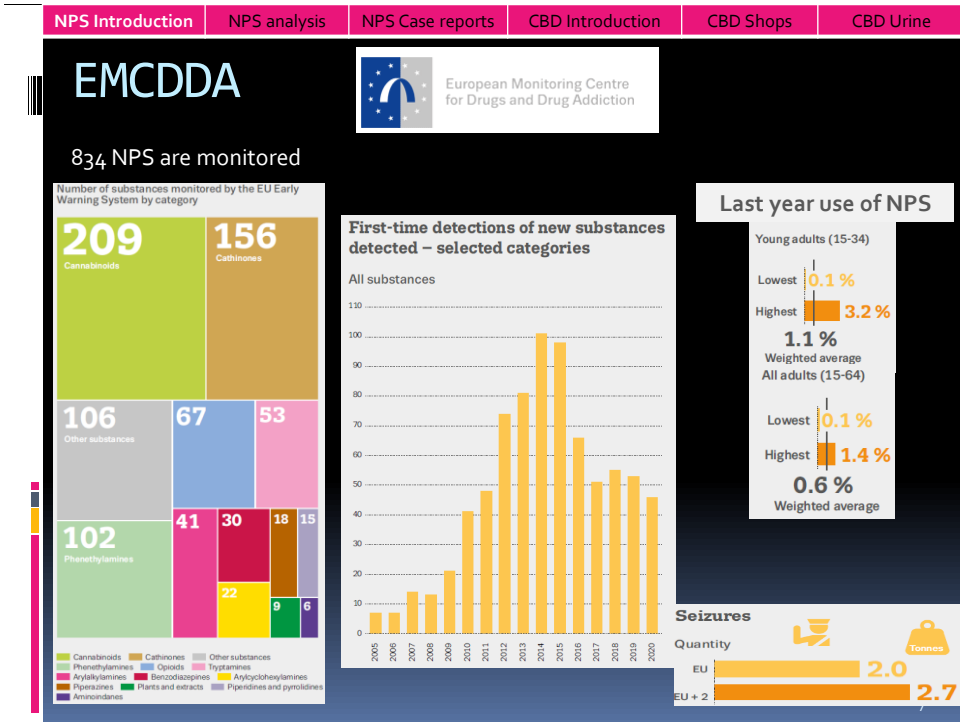 NPS Introduction NPS analysis NPS Case reports CBD Introduction CBD Shops CBD Urine
EMCDDA
European Monitoring Centre
for Drugs and Drug Addiction
834 NPS are monitored
Number of substances monitored by the EU Early
Warning System by category
209
Cannabinoids
156
Cathinones
106
Other substances
67
53
102
Phenethylamines
41
30
18
15
22
9
6
Cannabinoids Cathinones Other substances
Phenethylamines Opioids Tryptamines
Arylalkylamines Benzodiazepines Arylcyclohexylamines
Piperazines Plants and extracts Piperidines and pyrrolidines
Aminoindanes
First-time detections of new substances
detected – selected categories
All substances
110
100
90
80
70
60
50
40
30
20
10
0
2005 2006 2007 2008 2009 2010 2011 2012 2013 2014 2015 2016 2017 2018 2019 2020
Last year use of NPS
Young adults (15-34)
Lowest 0.1 %
Highest 3.2 %
1.1 %
Weighted average
All adults (15-64)
Lowest 0.1 %
Highest 1.4 %
0.6 %
Weighted average
Seizures
Quantity
Tonnes
EU 2.0
EU + 2 2.7
7